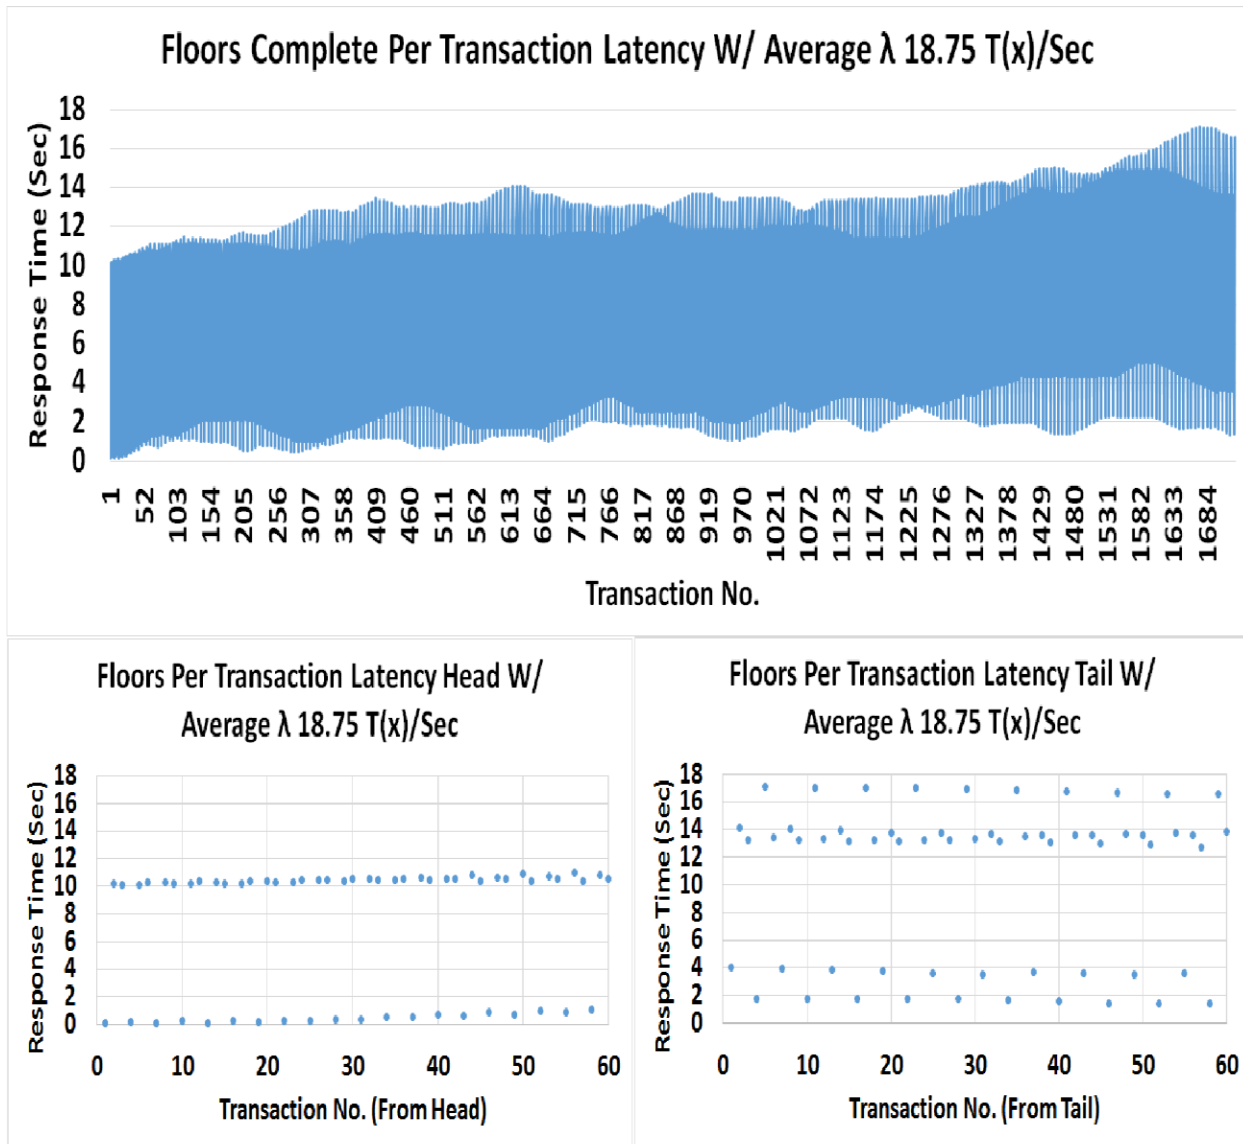 Floors Complete Per Transaction Latency W/ Average λ 18.75 T(x)/Sec
Response Time (Sec)
18
16
14
12
10
8
6
4
2
0
1 52 103 154 205 256 307 358 409 460 511 562 613 664 715 766 817 868 919 970 1021 1072 1123 1174 1225 1276 1327 1378 1429 1480 1531 1582 1633 1684
Transaction No.
Floors Per Transaction Latency Head W/
Average λ 18.75 T(x)/Sec
Response Time (Sec)
18
16
14
12
10
8
6
4
2
0
0 10 20 30 40 50 60
Transaction No. (From Head)
Floors Per Transaction Latency Tail W/
Average λ 18.75 T(x)/Sec
Response Time (Sec)
18
16
14
12
10
8
6
4
2
0
0 10 20 30 40 50 60
Transaction No. (From Tail)